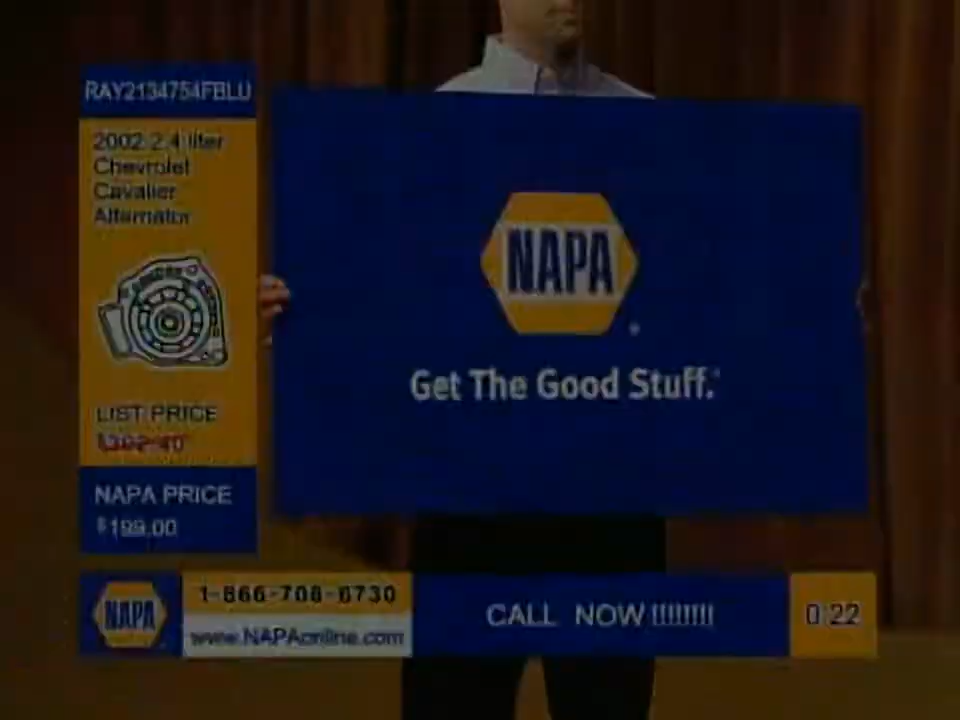 RAY2134754FBLU
2002 2.4 liter
Chevrolet
Cavalier
Alternator
LIST PRICE
NAPA PRICE
$199.00
NAPA
Get The Good Stuff.
NAPA
1-866-708-6730
www.NAPAonline.com
CALL NOW !!!!!!!!!
0:22